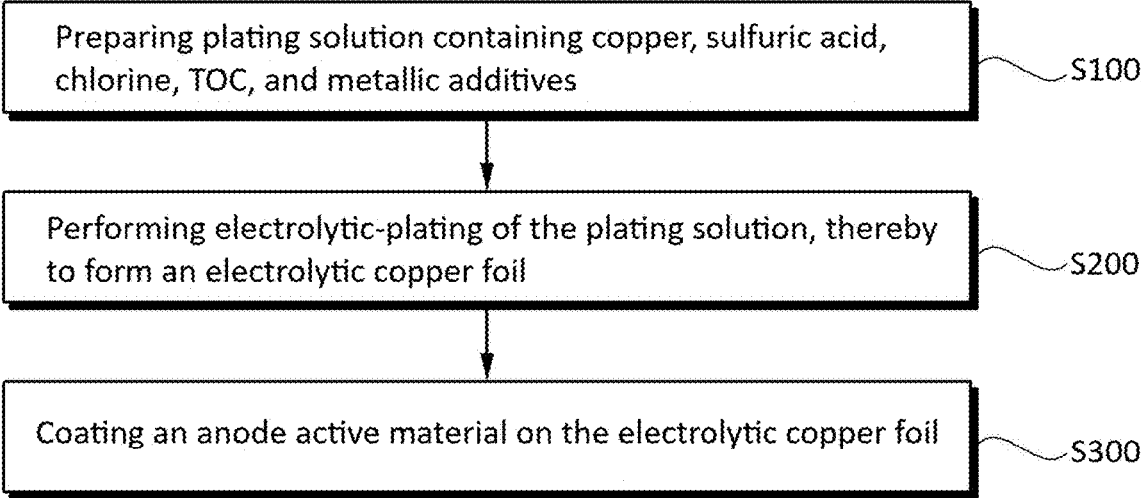 Preparing plating solution containing copper, sulfuric acid,
chlorine, TOC, and metallic additives
S100
Performing electrolytic-plating of the plating solution, thereby
to form an electrolytic copper foil
S200
Coating an anode active material on the electrolytic copper foil
S300